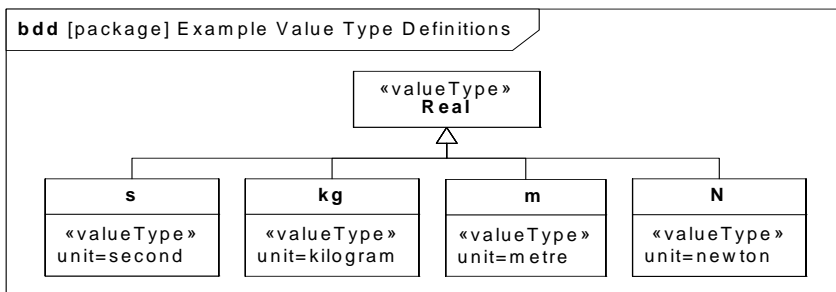 bdd [package] Example Value Type Definitions
«valueType»
Real
s
«valueType»
unit=second
kg
«valueType»
unit=kilogram
m
«valueType»
unit=metre
N
«valueType»
unit=newton